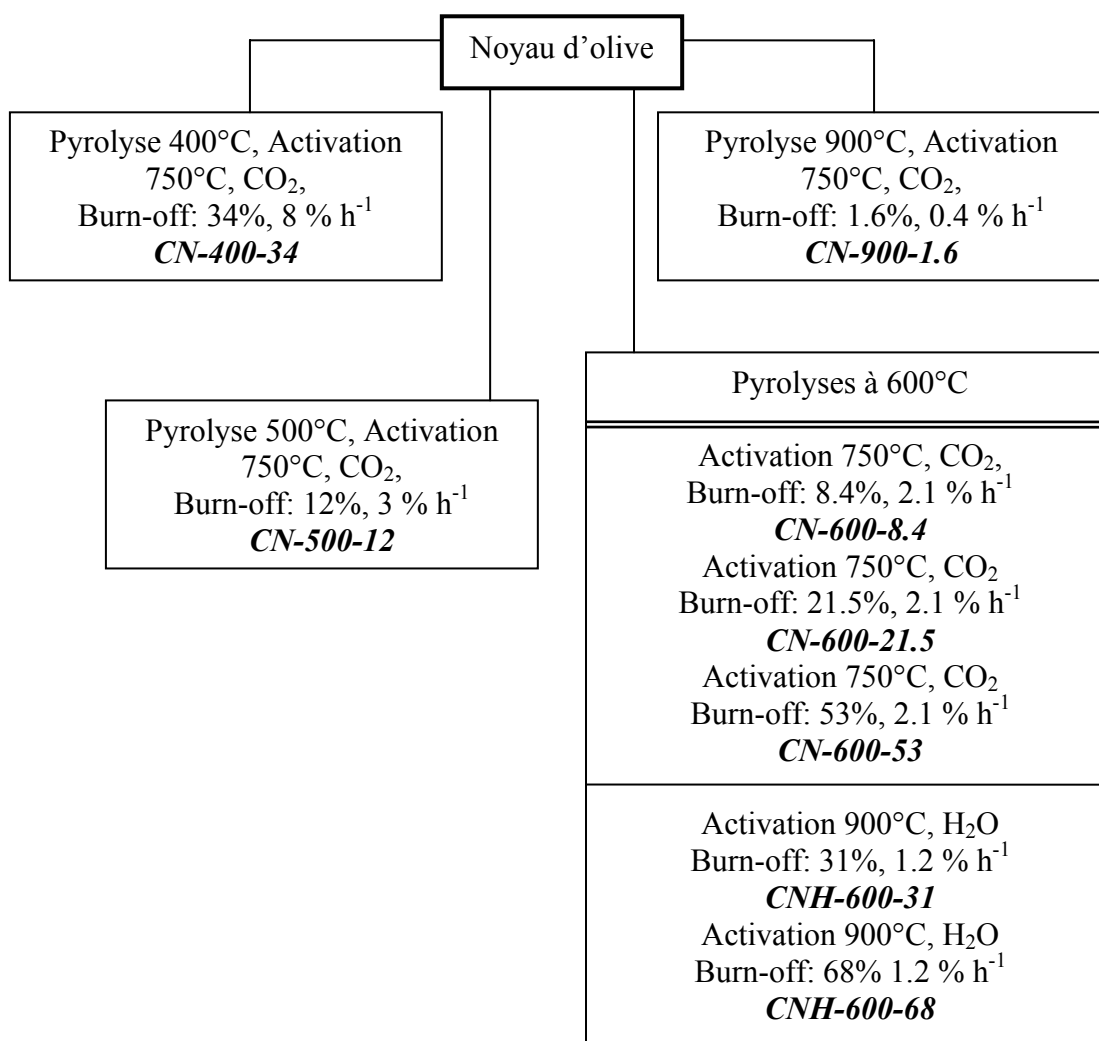 Noyau d'olive
Pyrolyse 400°C, Activation
750°C, CO₂,
Burn-off: 34%, 8 % h⁻¹
CN-400-34
Pyrolyse 900°C, Activation
750°C, CO₂,
Burn-off: 1.6%, 0.4 % h⁻¹
CN-900-1.6
Pyrolyse 500°C, Activation
750°C, CO₂,
Burn-off: 12%, 3 % h⁻¹
CN-500-12
Pyrolyses à 600°C
Activation 750°C, CO₂,
Burn-off: 8.4%, 2.1 % h⁻¹
CN-600-8.4
Activation 750°C, CO₂
Burn-off: 21.5%, 2.1 % h⁻¹
CN-600-21.5
Activation 750°C, CO₂
Burn-off: 53%, 2.1 % h⁻¹
CN-600-53
Activation 900°C, H₂O
Burn-off: 31%, 1.2 % h⁻¹
CNH-600-31
Activation 900°C, H₂O
Burn-off: 68% 1.2 % h⁻¹
CNH-600-68